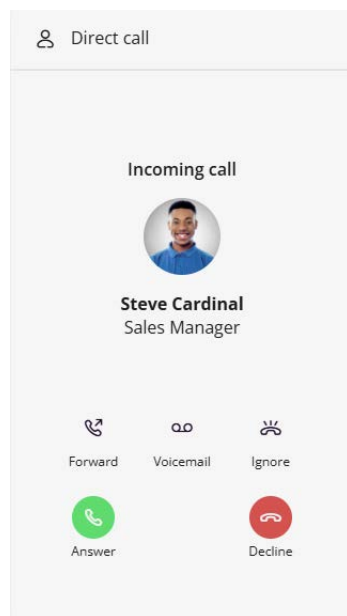 Direct call
Incoming call
Steve Cardinal
Sales Manager
Forward Voicemail Ignore
Answer Decline